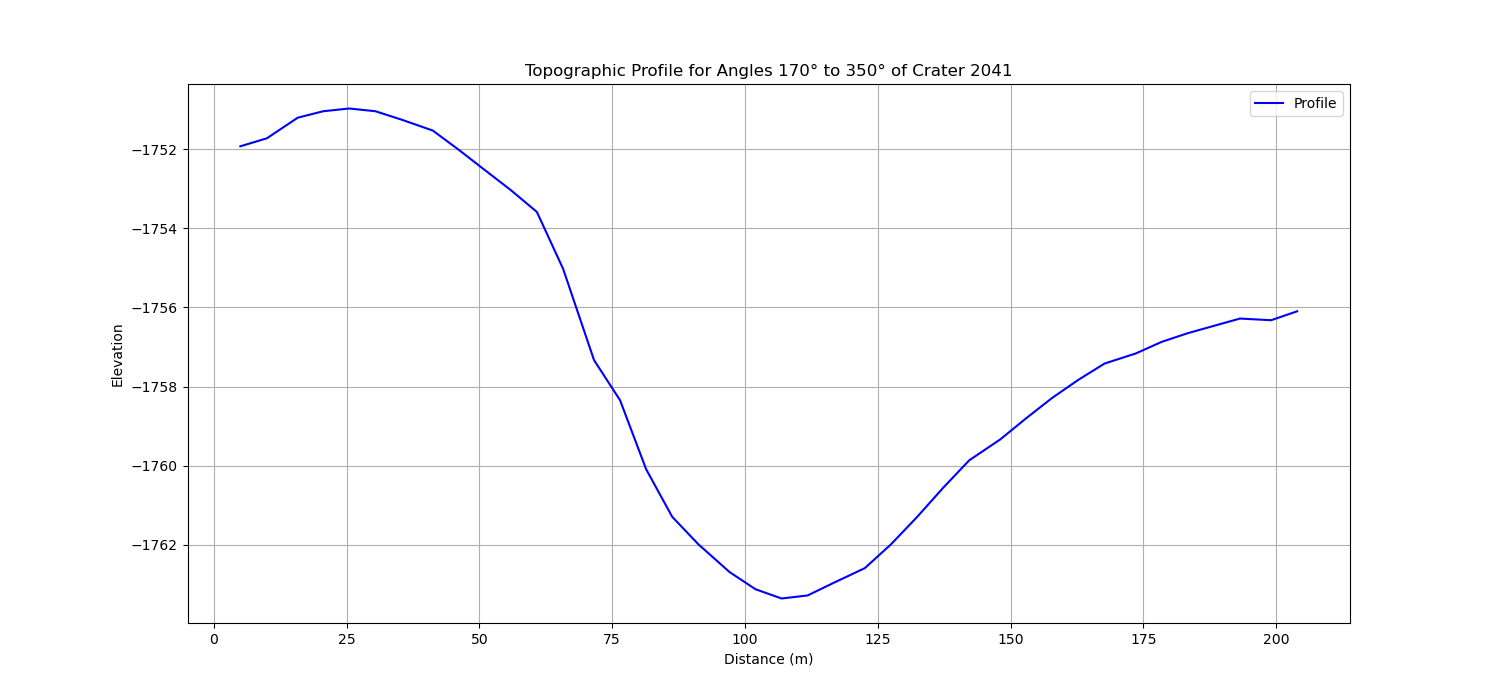 Topographic Profile for Angles 170° to 350° of Crater 2041
Profile
−1752
−1754
−1756
−1758
−1760
−1762
Elevation
0 25 50 75 100 125 150 175 200
Distance (m)